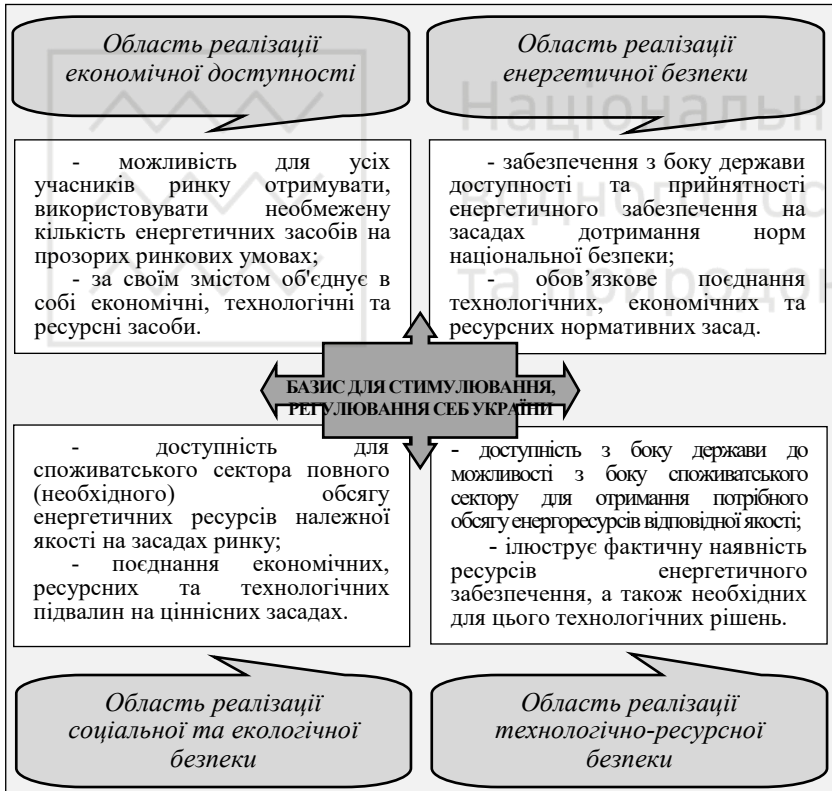 Область реалізації
економічної доступності
Область реалізації
енергетичної безпеки
Національн
- можливість для усіх
учасників ринку отримувати,
використовувати необмежену
кількість енергетичних засобів на
прозорих ринкових умовах;
- за своїм змістом об'єднує в
собі економічні, технологічні та
ресурсні засоби.
- забезпечення з боку держави
доступності та прийнятності
енергетичного забезпечення на
засадах дотримання норм
національної безпеки;
- обов’язкове поєднання
технологічних, економічних та
ресурсних нормативних засад.
водного гос
та природок
БАЗИС ДЛЯ СТИМУЛЮВАННЯ,
РЕГУЛЮВАННЯ СЕБ УКРАЇНИ
- доступність для
споживатського сектора повного
(необхідного) обсягу
енергетичних ресурсів належної
якості на засадах ринку;
- поєднання економічних,
ресурсних та технологічних
підвалин на ціннісних засадах.
- доступність з боку держави до
можливості з боку споживатського
сектору для отримання потрібного
обсягу енергоресурсів відповідної якості;
- ілюструє фактичну наявність
ресурсів енергетичного
забезпечення, а також необхідних
для цього технологічних рішень.
Область реалізації
соціальної та екологічної
безпеки
Область реалізації
технологічно-ресурсної
безпеки